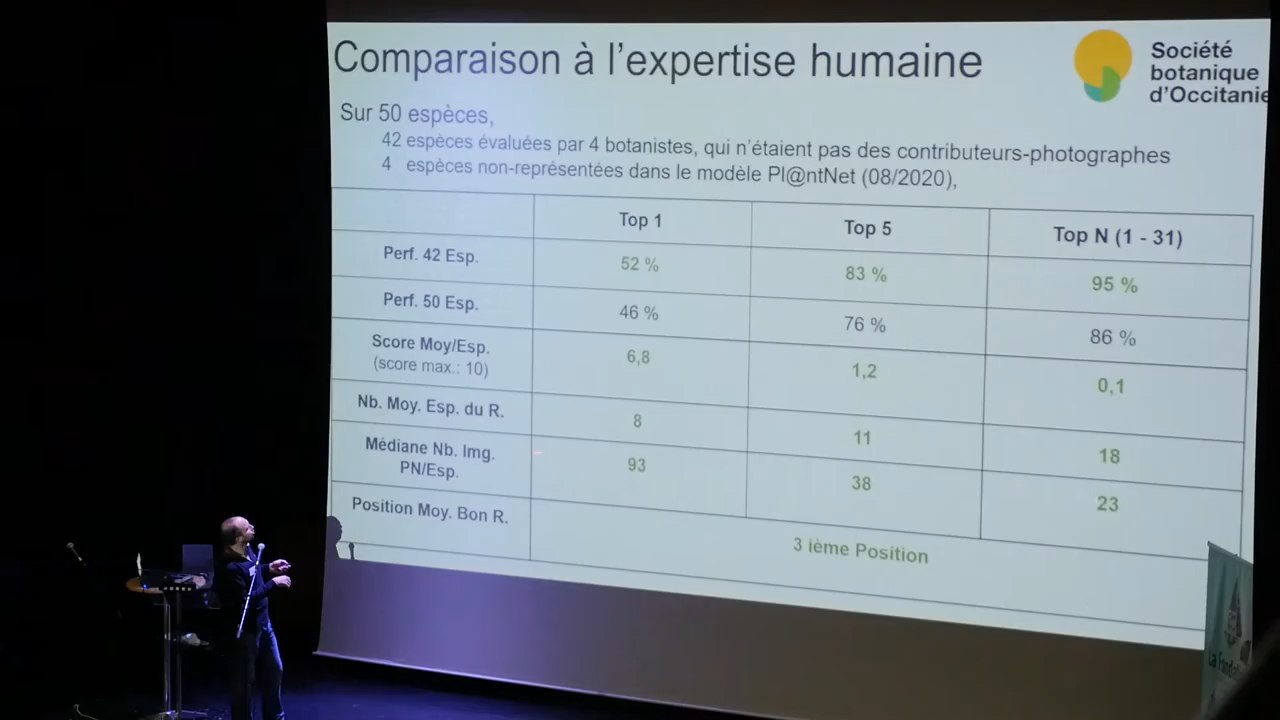 Comparaison à l'expertise humaine
Société
botanique
d'Occitanie
Sur 50 espèces,
42 espèces évaluées par 4 botanistes, qui n'étaient pas des contributeurs-photographes
4 espèces non-représentées dans le modèle Pl@ntNet (08/2020),
Top 1 Top 5 Top N (1 - 31)
Perf. 42 Esp. 52 % 83 % 95 %
Perf. 50 Esp. 46 % 76 % 86 %
Score Moy/Esp.
(score max.: 10) 6,8 1,2 0,1
Nb. Moy. Esp. du R. 8 11 18
Médiane Nb. Img.
PN/Esp. 93 38 23
Position Moy. Bon R. 3 ième Position
La